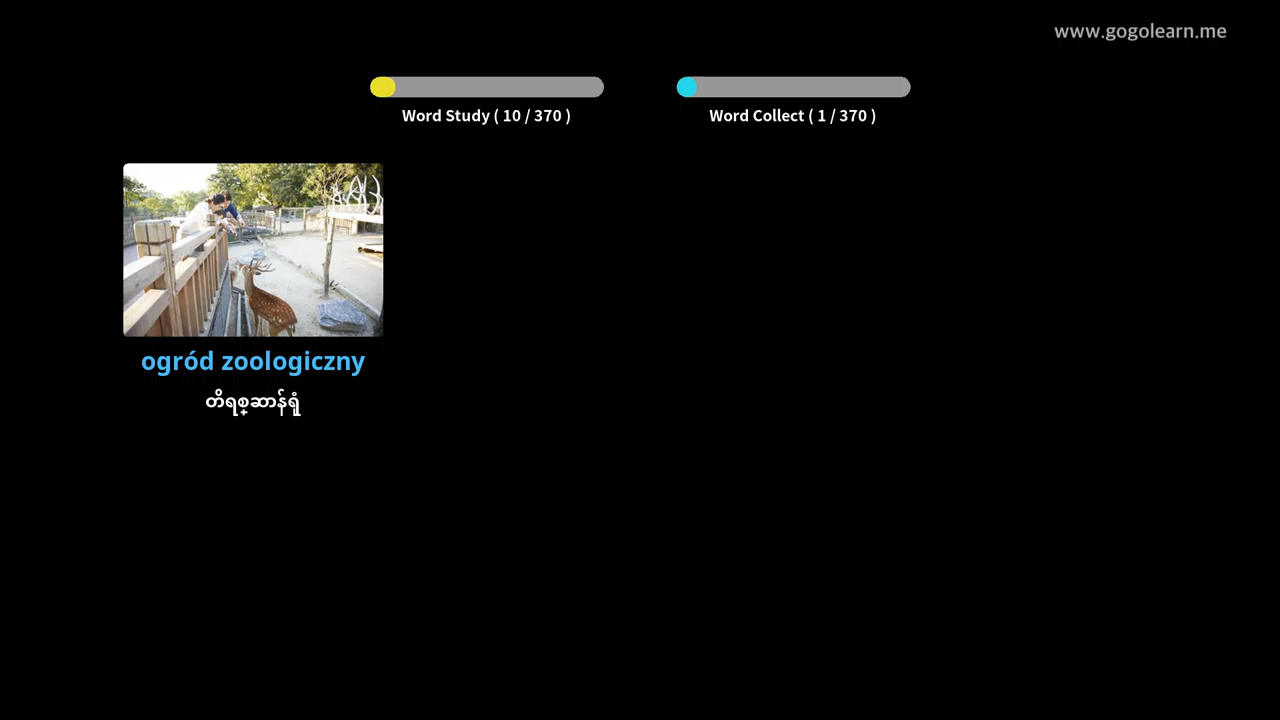 www.gogolearn.me
Word Study ( 10 / 370 )
Word Collect ( 1 / 370 )
ogród zoologiczny
တိရစ္ဆာန်ရုံ